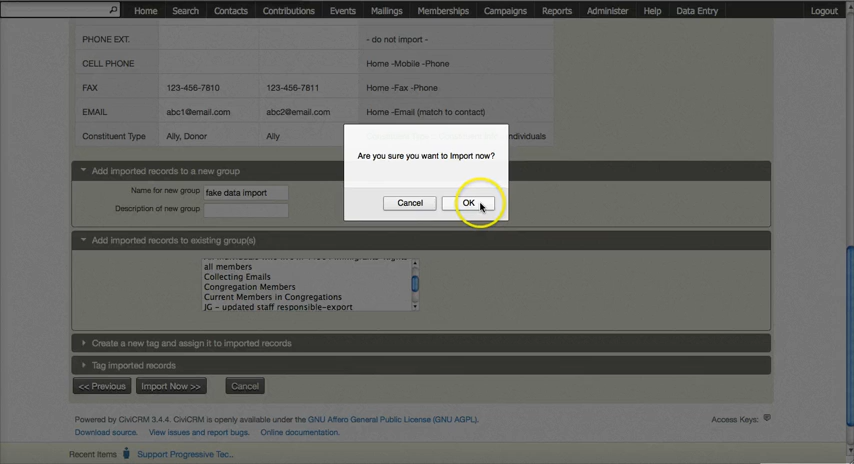 Home Search Contacts Contributions Events Mailings Memberships Campaigns Reports Administer Help Data Entry Logout
PHONE EXT. - do not import -
CELL PHONE Home -Mobile -Phone
FAX 123-456-7810 123-456-7811 Home -Fax -Phone
EMAIL abc1@email.com abc2@email.com Home -Email (match to contact)
Constituent Type Ally, Donor Ally
Are you sure you want to Import now?
Cancel OK
Add imported records to a new group
Name for new group fake data import
Description of new group
Add imported records to existing group(s)
all members
Collecting Emails
Congregation Members
Current Members in Congregations
JG - updated staff responsible-export
Create a new tag and assign it to imported records
Tag imported records
<< Previous Import Now >> Cancel
Powered by CiviCRM 3.4.4. CiviCRM is openly available under the GNU Affero General Public License (GNU AGPL).
Access Keys:
Download source. View issues and report bugs. Online documentation.
Recent Items Support Progressive Tec...